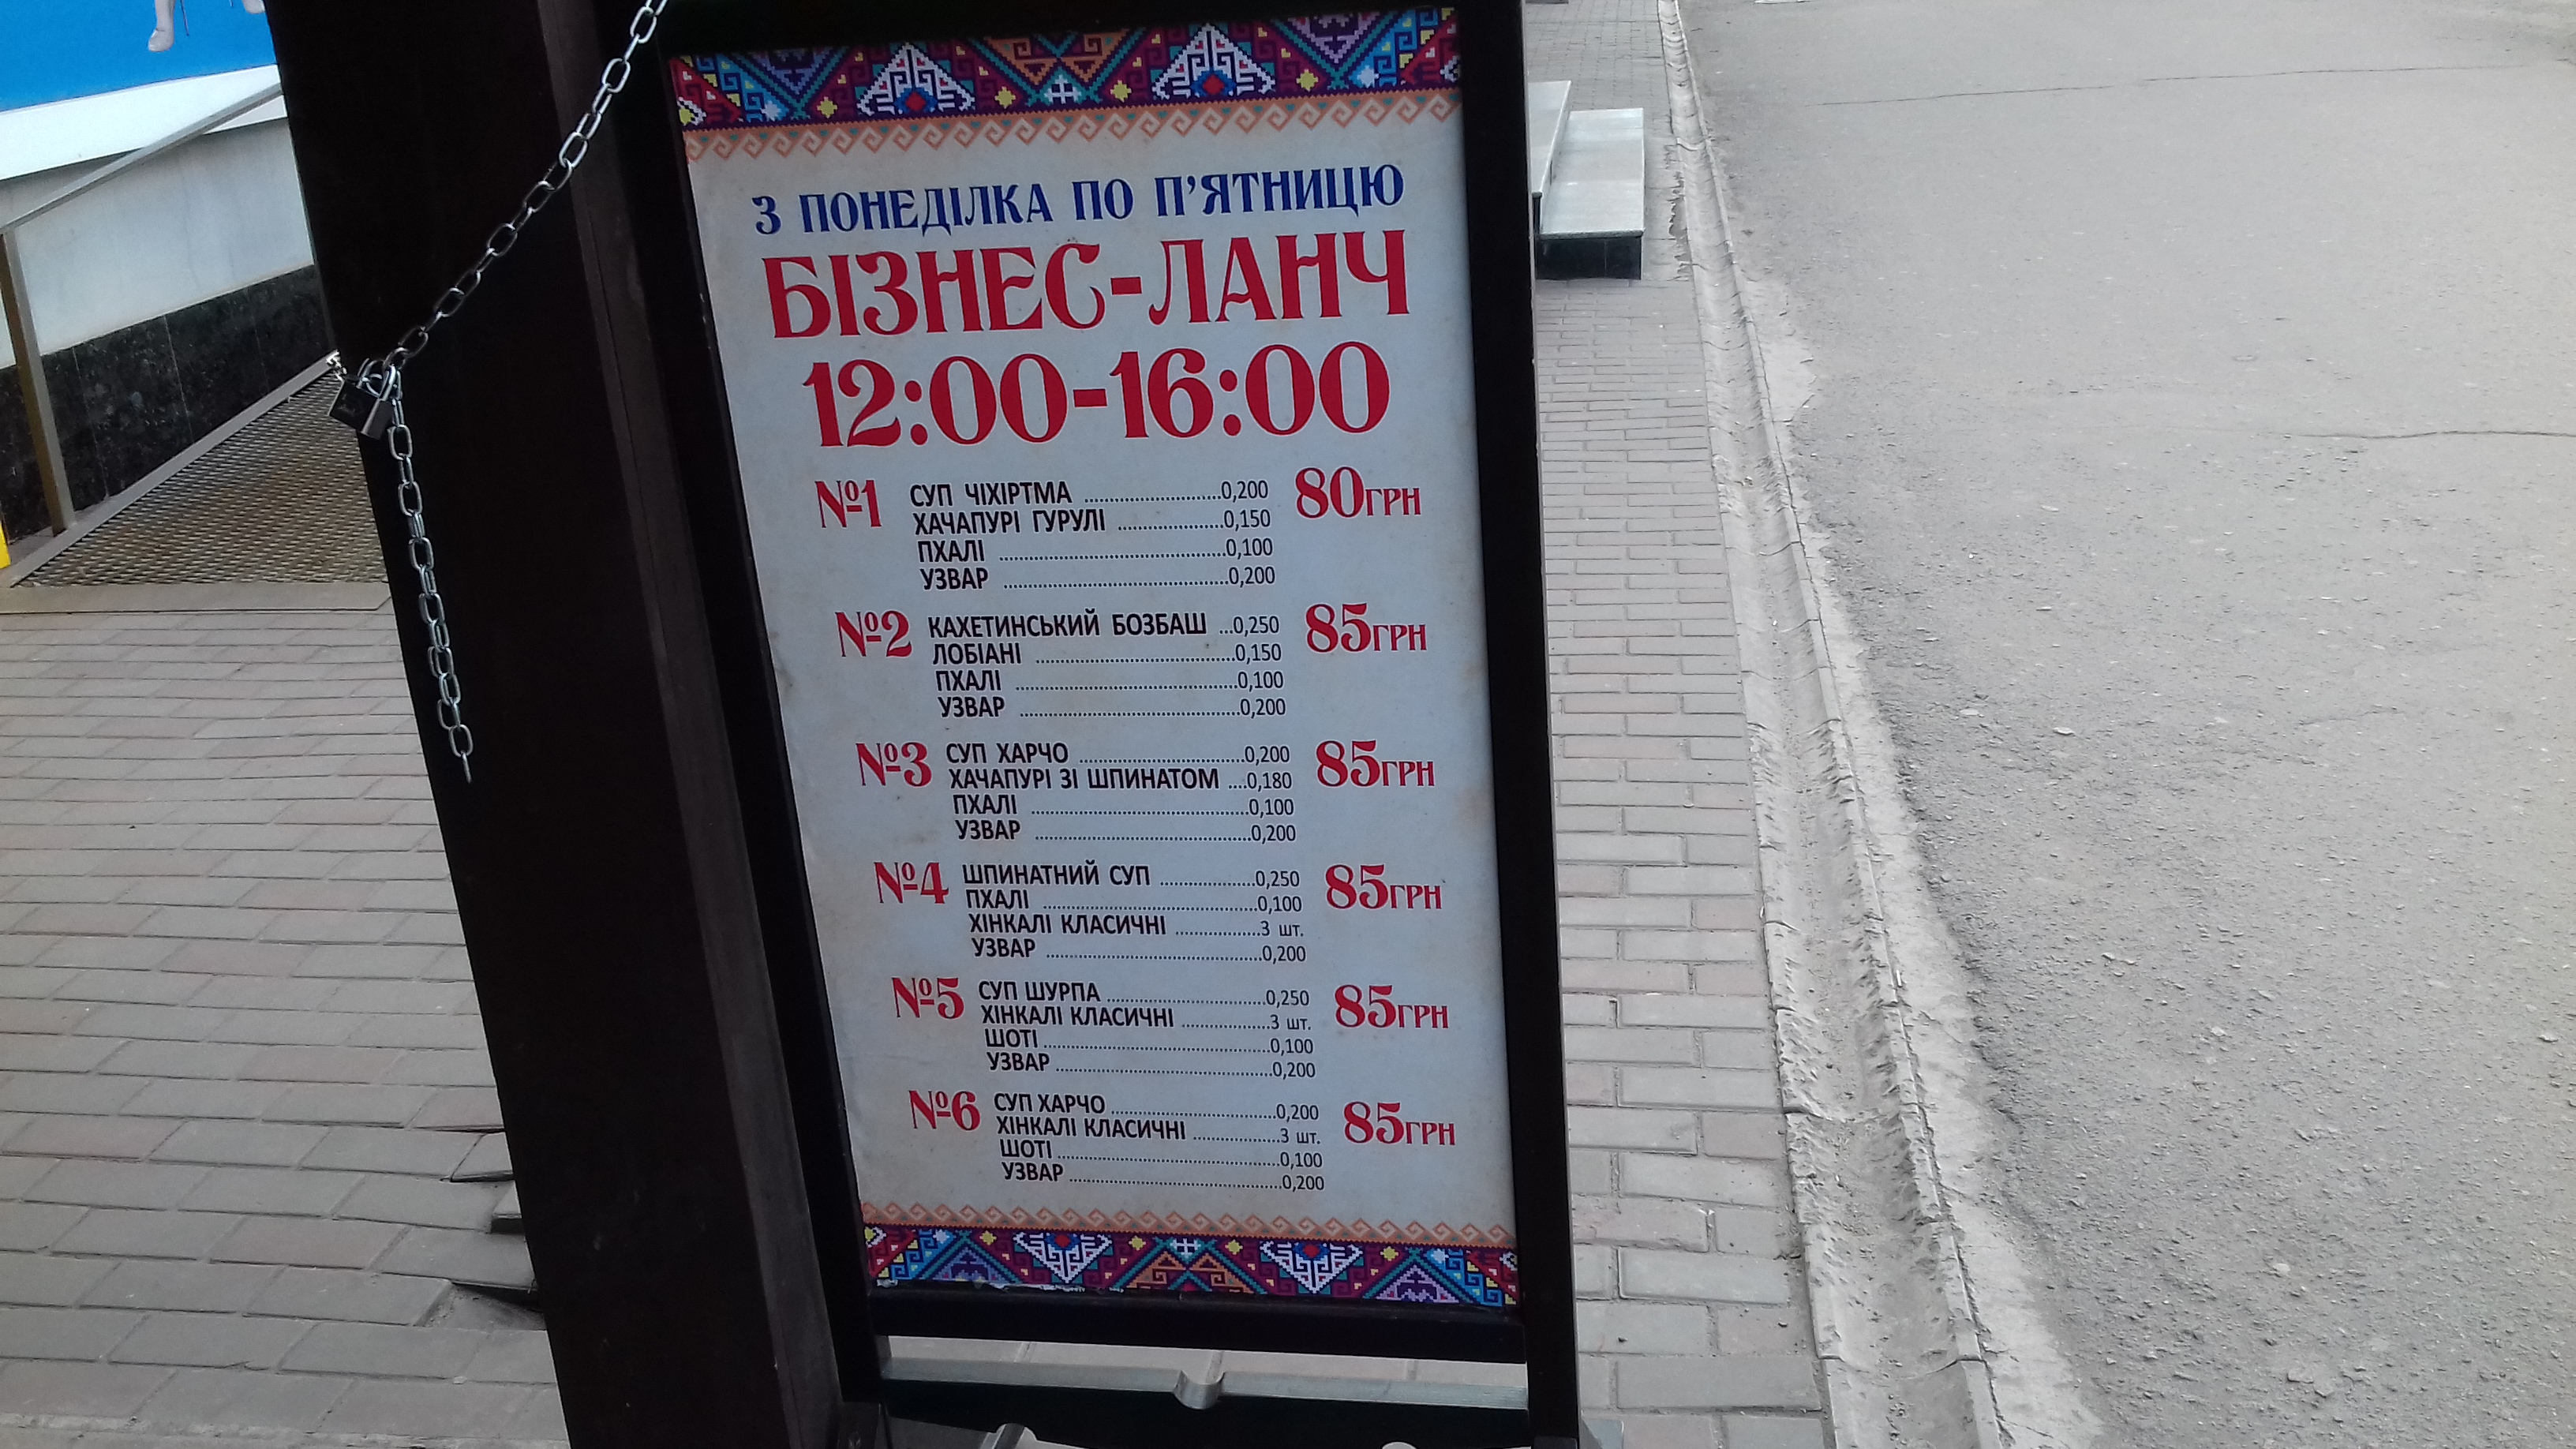 З ПОНЕДІЛКА ПО П'ЯТНИЦЮ
БІЗНЕС-ЛАНЧ
12:00-16:00
№1 СУП ЧІХІРТМА ..........................0,200 80ГРН
ХАЧАПУРІ ГУРУЛІ ....................0,150
ПХАЛІ ...........................................0,100
УЗВАР ...........................................0,200
№2 КАХЕТИНСЬКИЙ БОЗБАШ ...0,250 85ГРН
ЛОБІАНІ ......................................0,150
ПХАЛІ ...........................................0,100
УЗВАР ...........................................0,200
№3 СУП ХАРЧО ................................0,200 85ГРН
ХАЧАПУРІ ЗІ ШПИНАТОМ ....0,180
ПХАЛІ ...........................................0,100
УЗВАР ...........................................0,200
№4 ШПИНАТНИЙ СУП ...................0,250 85ГРН
ПХАЛІ ...........................................0,100
ХІНКАЛІ КЛАСИЧНІ .................3 шт.
УЗВАР ...........................................0,200
№5 СУП ШУРПА ................................0,250 85ГРН
ХІНКАЛІ КЛАСИЧНІ ..................3 шт.
ШОТІ ..............................................0,100
УЗВАР ............................................0,200
№6 СУП ХАРЧО .................................0,200 85ГРН
ХІНКАЛІ КЛАСИЧНІ ..................3 шт.
ШОТІ ..............................................0,100
УЗВАР ............................................0,200